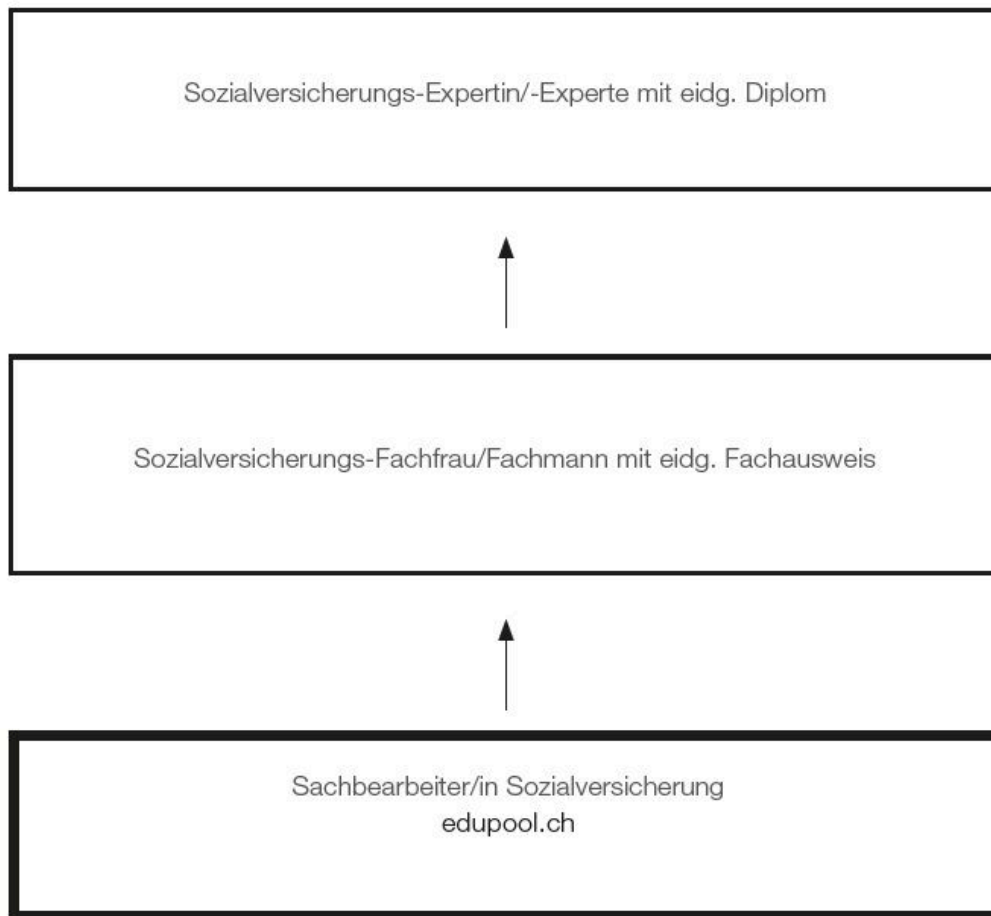 Sozialversicherungs-Expertin/-Experte mit eidg. Diplom
Sozialversicherungs-Fachfrau/Fachmann mit eidg. Fachausweis
Sachbearbeiter/in Sozialversicherung
edupool.ch